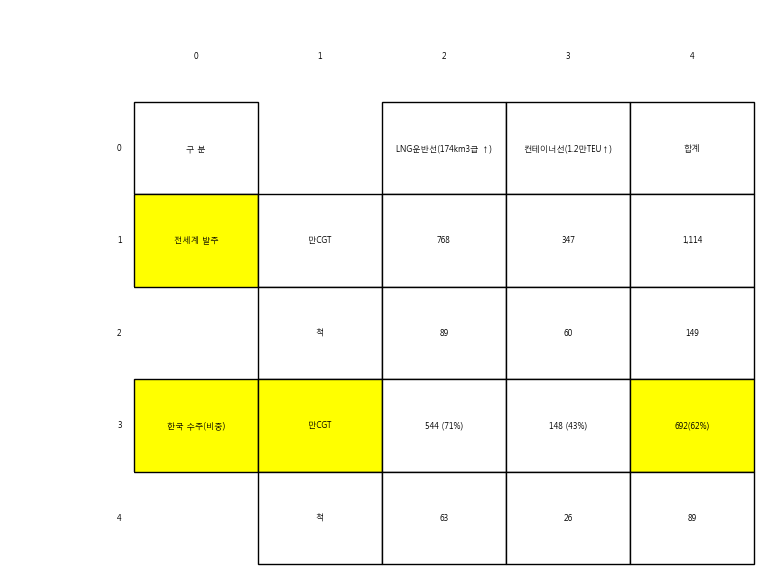 0 1 2 3 4
0 구 분 LNG운반선(174km3급 ↑) 컨테이너선(1.2만TEU↑) 합계
1 전세계 발주 만CGT 768 347 1,114
2 척 89 60 149
3 한국 수주(비중) 만CGT 544 (71%) 148 (43%) 692(62%)
4 척 63 26 89